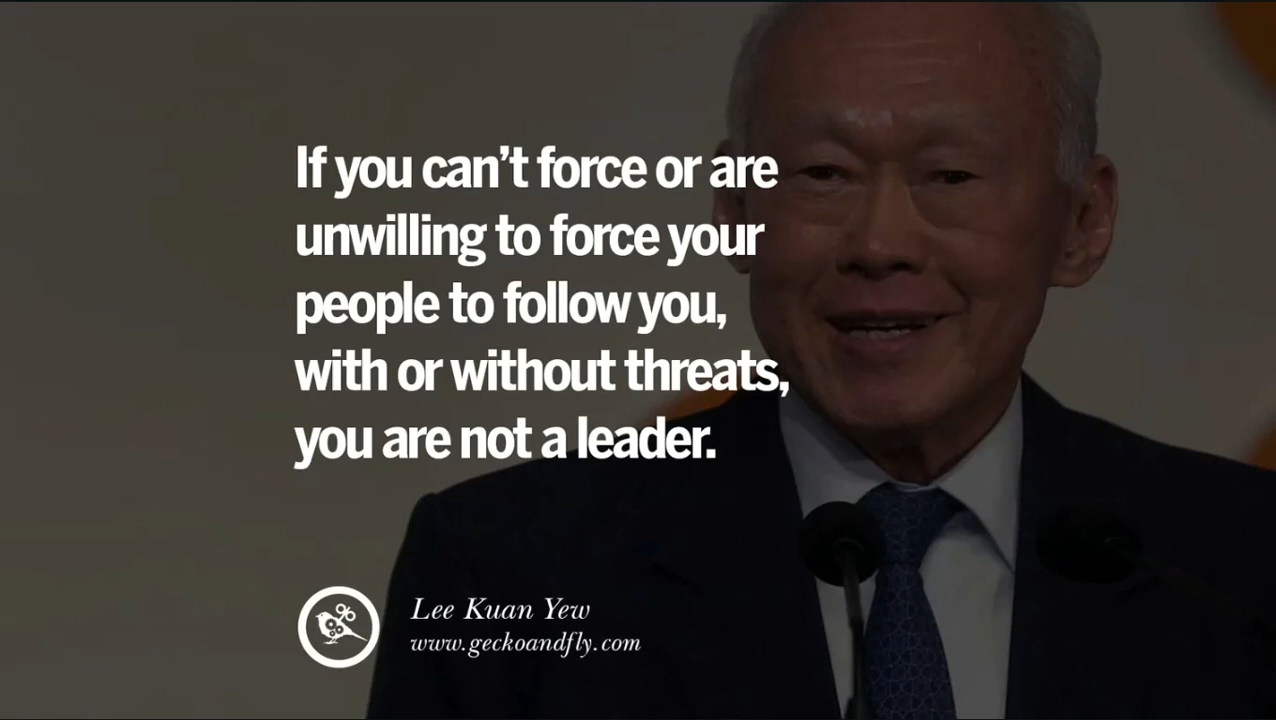 If you can’t force or are
unwilling to force your
people to follow you,
with or without threats,
you are not a leader.
Lee Kuan Yew
www.geckoandfly.com